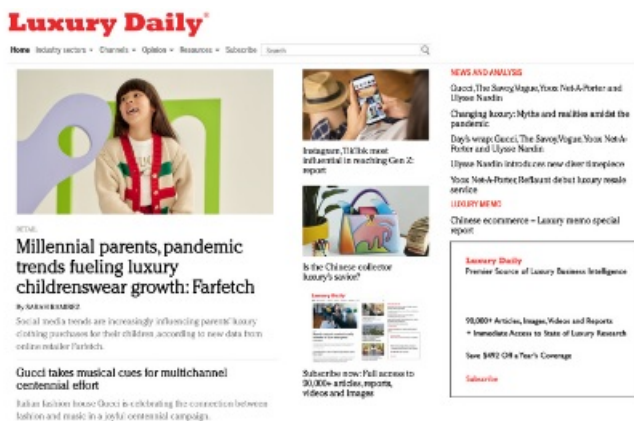 Luxury Daily
Home Industry sectors Channels Opinion Resources Subscribe Search
RETAIL
Millennial parents, pandemic
trends fueling luxury
childrenswear growth: Farfetch
By SARAH RAMIREZ
Social media trends are increasingly influencing parents' luxury
clothing purchases for their children, according to new data from
online retailer Farfetch.
Gucci takes musical cues for multichannel
centennial effort
Italian fashion house Gucci is celebrating the connection between
fashion and music in a joyful centennial campaign.
Instagram, TikTok most
influential in reaching Gen Z:
report
Is the Chinese collector
luxury's savior?
Luxury Daily
Subscribe now: Full access to
90,000+ articles, reports,
videos and images
NEWS AND ANALYSIS
Gucci, The Savoy, Vogue, Yoox Net-A-Porter and
Ulysse Nardin
Changing luxury: Myths and realities amidst the
pandemic
Day's wrap: Gucci, The Savoy, Vogue, Yoox Net-A-
Porter and Ulysse Nardin
Ulysse Nardin introduces new diver timepiece
Yoox Net-A-Porter, Reflaunt debut luxury resale
service
LUXURY MEMO
Chinese ecommerce – Luxury memo special
report
Luxury Daily
Premier Source of Luxury Business Intelligence
90,000+ Articles, Images, Videos and Reports
+ Immediate Access to State of Luxury Research
Save $492 Off a Year's Coverage
Subscribe